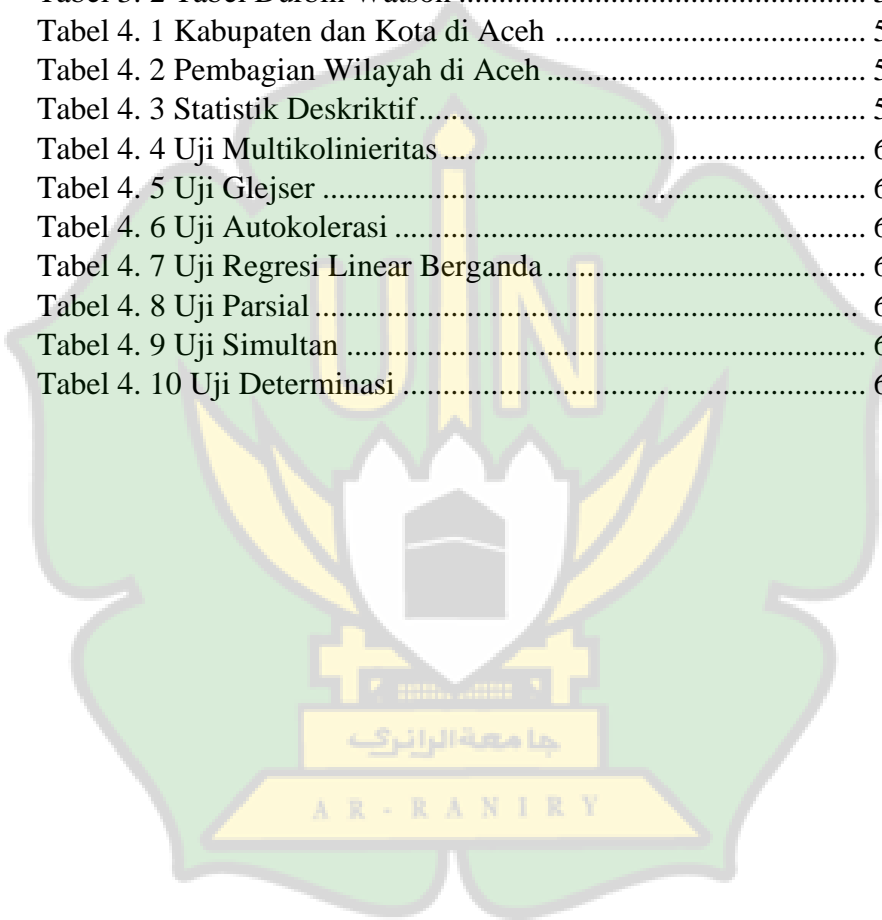 Tabel 4. 1 Kabupaten dan Kota di Aceh .......................................... 5
Tabel 4. 2 Pembagian Wilayah di Aceh ........................................... 5
Tabel 4. 3 Statistik Deskriktif............................................................ 5
Tabel 4. 4 Uji Multikolinieritas ......................................................... 6
Tabel 4. 5 Uji Glejser ........................................................................ 6
Tabel 4. 6 Uji Autokolerasi ............................................................... 6
Tabel 4. 7 Uji Regresi Linear Berganda ........................................... 6
Tabel 4. 8 Uji Parsial ........................................................................ 6
Tabel 4. 9 Uji Simultan ..................................................................... 6
Tabel 4. 10 Uji Determinasi .............................................................. 6
UIN
جامعةالرانري
AR-RANIRY